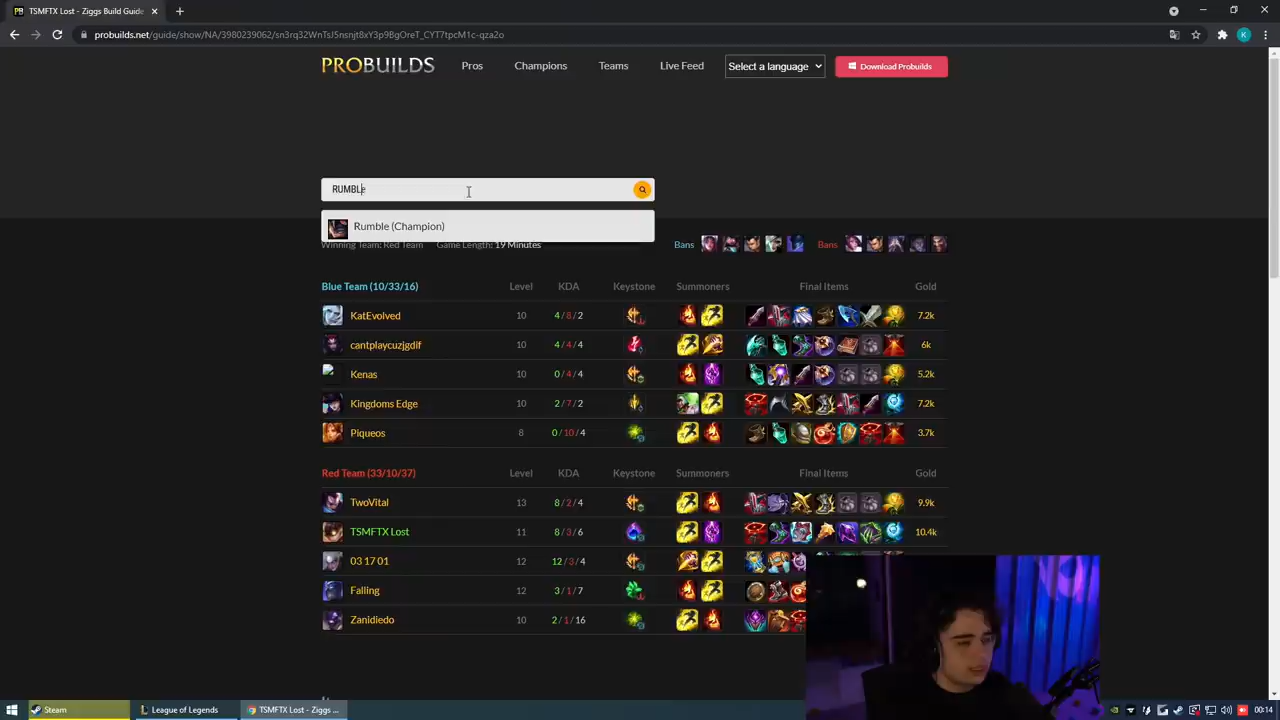 TSMFTX Lost - Ziggs Build Guide
probuilds.net/guide/show/NA/3980239062/sn3rq32WnTsJ5nsnjt8xY3p9BgOreT_CYT7tpcM1c-qza2o
K
PROBUILDS Pros Champions Teams Live Feed Select a language Download Probuilds
RUMBLe
Rumble (Champion)
Winning Team: Red Team Game Length: 19 Minutes Bans Bans
Blue Team (10/33/16) Level KDA Keystone Summoners Final Items Gold
KatEvolved 10 4 / 8 / 2 7.2k
cantplaycuzjgdif 10 4 / 4 / 4 6k
Kenas 10 0 / 4 / 4 5.2k
Kingdoms Edge 10 2 / 7 / 2 7.2k
Piqueos 8 0 / 10 / 4 3.7k
Red Team (33/10/37) Level KDA Keystone Summoners Final Items Gold
TwoVital 13 8 / 2 / 4 9.9k
TSMFTX Lost 11 8 / 3 / 6 10.4k
03 17 01 12 12 / 3 / 4
Falling 12 3 / 1 / 7
Zanidiedo 10 2 / 1 / 16
Steam League of Legends TSMFTX Lost - Ziggs ... 00:14